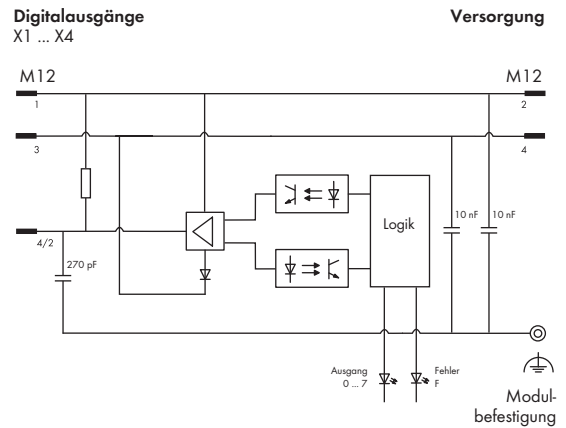 Digitalausgänge
X1 ... X4
Versorgung
M12
M12
1
2
3
4
10 nF
10 nF
Logik
4/2
270 pF
Ausgang
0 ... 7
Fehler
F
Modul-
befestigung